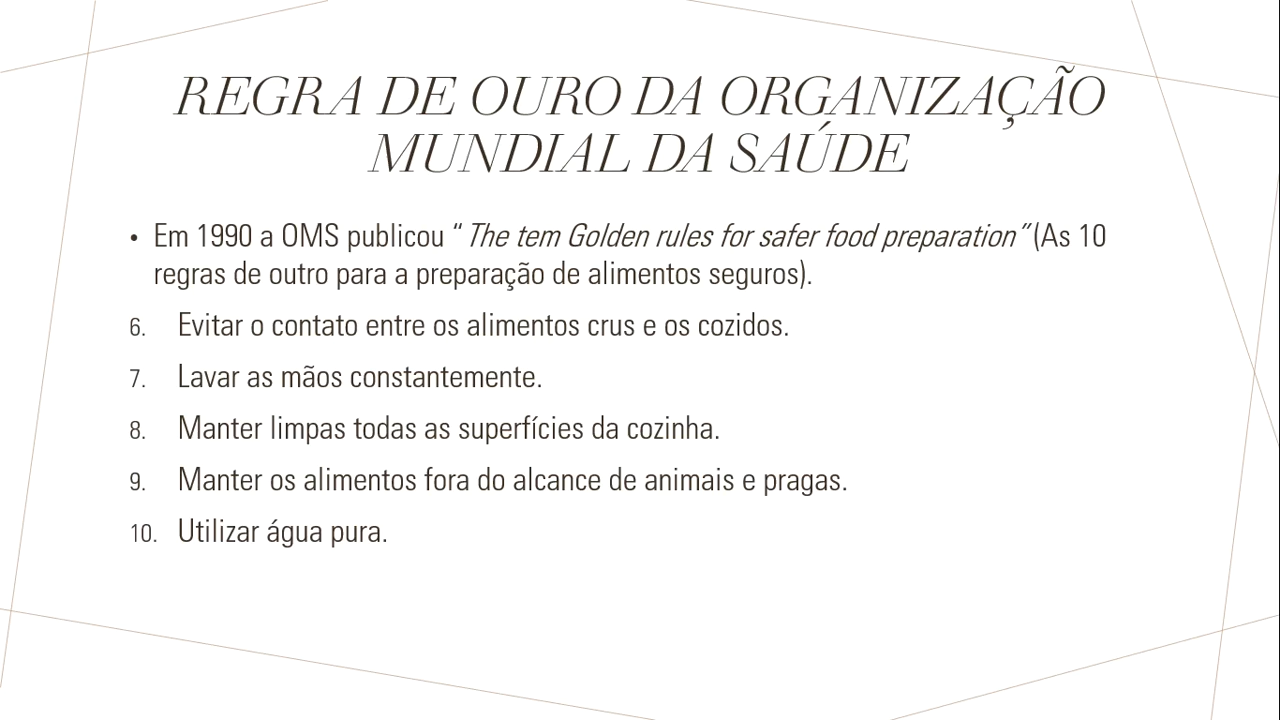 REGRA DE OURO DA ORGANIZAÇÃO
MUNDIAL DA SAÚDE
• Em 1990 a OMS publicou “ The tem Golden rules for safer food preparation” (As 10
regras de outro para a preparação de alimentos seguros).
6. Evitar o contato entre os alimentos crus e os cozidos.
7. Lavar as mãos constantemente.
8. Manter limpas todas as superfícies da cozinha.
9. Manter os alimentos fora do alcance de animais e pragas.
10. Utilizar água pura.